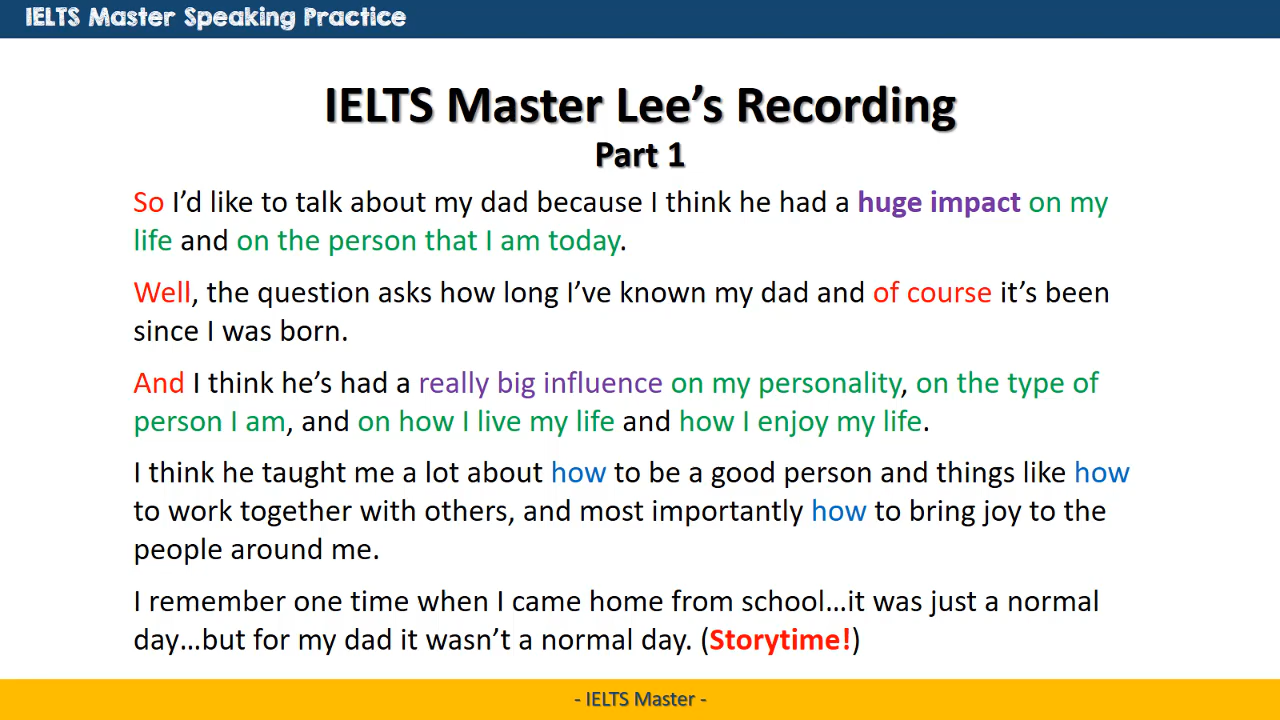 IELTS Master Speaking Practice
IELTS Master Lee’s Recording
Part 1
So I’d like to talk about my dad because I think he had a huge impact on my
life and on the person that I am today.
Well, the question asks how long I’ve known my dad and of course it’s been
since I was born.
And I think he’s had a really big influence on my personality, on the type of
person I am, and on how I live my life and how I enjoy my life.
I think he taught me a lot about how to be a good person and things like how
to work together with others, and most importantly how to bring joy to the
people around me.
I remember one time when I came home from school…it was just a normal
day…but for my dad it wasn’t a normal day. (Storytime!)
- IELTS Master -